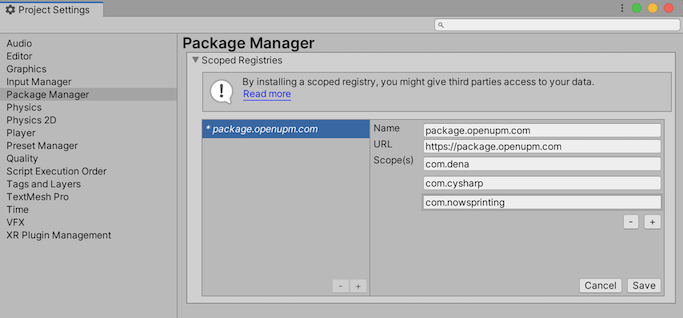 Project Settings
Audio
Editor
Graphics
Input Manager
Package Manager
Physics
Physics 2D
Player
Preset Manager
Quality
Script Execution Order
Tags and Layers
TextMesh Pro
Time
VFX
XR Plugin Management
Package Manager
Scoped Registries
By installing a scoped registry, you might give third parties access to your data.
Read more
* package.openupm.com
Name package.openupm.com
URL https://package.openupm.com
Scope(s) com.dena
com.cysharp
com.nowsprinting
- +
- +
Cancel Save